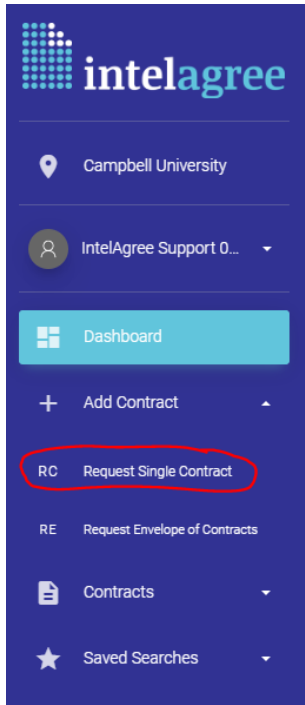 intelagree
Campbell University
IntelAgree Support 0...
Dashboard
Add Contract
RC Request Single Contract
RE Request Envelope of Contracts
Contracts
Saved Searches